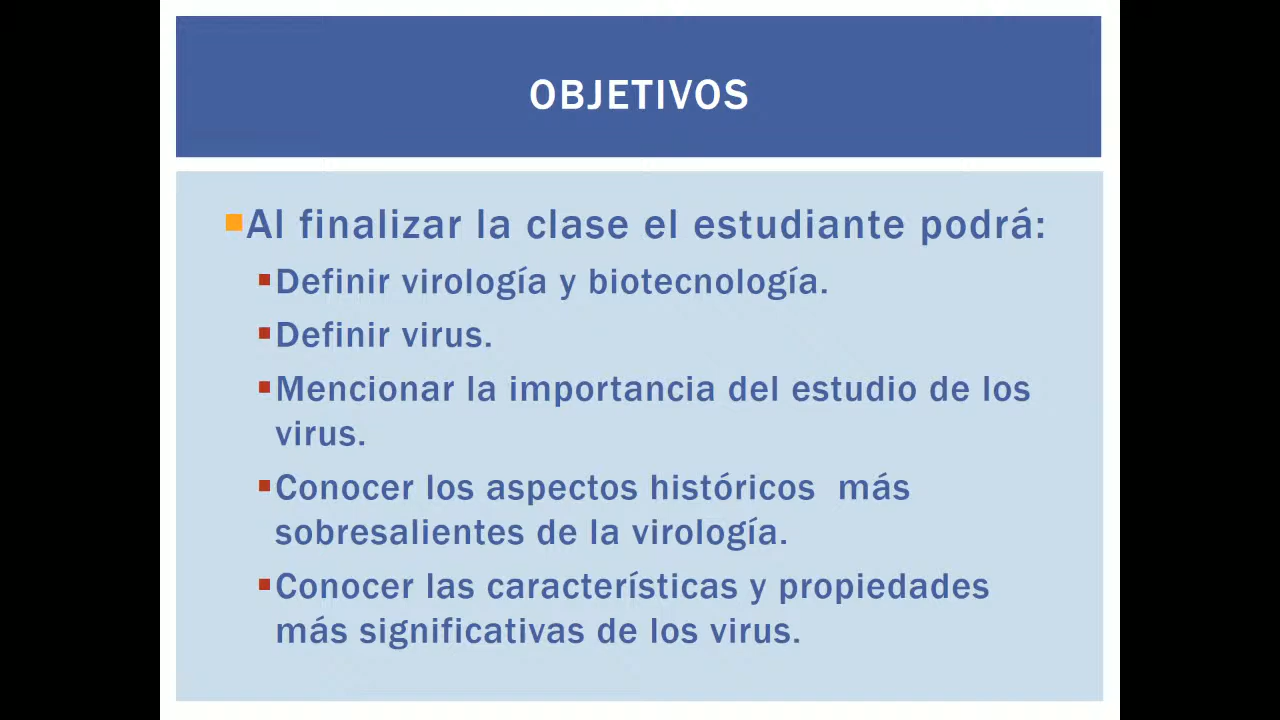 OBJETIVOS
Al finalizar la clase el estudiante podrá:
Definir virología y biotecnología.
Definir virus.
Mencionar la importancia del estudio de los
virus.
Conocer los aspectos históricos  más
sobresalientes de la virología.
Conocer las características y propiedades
más significativas de los virus.